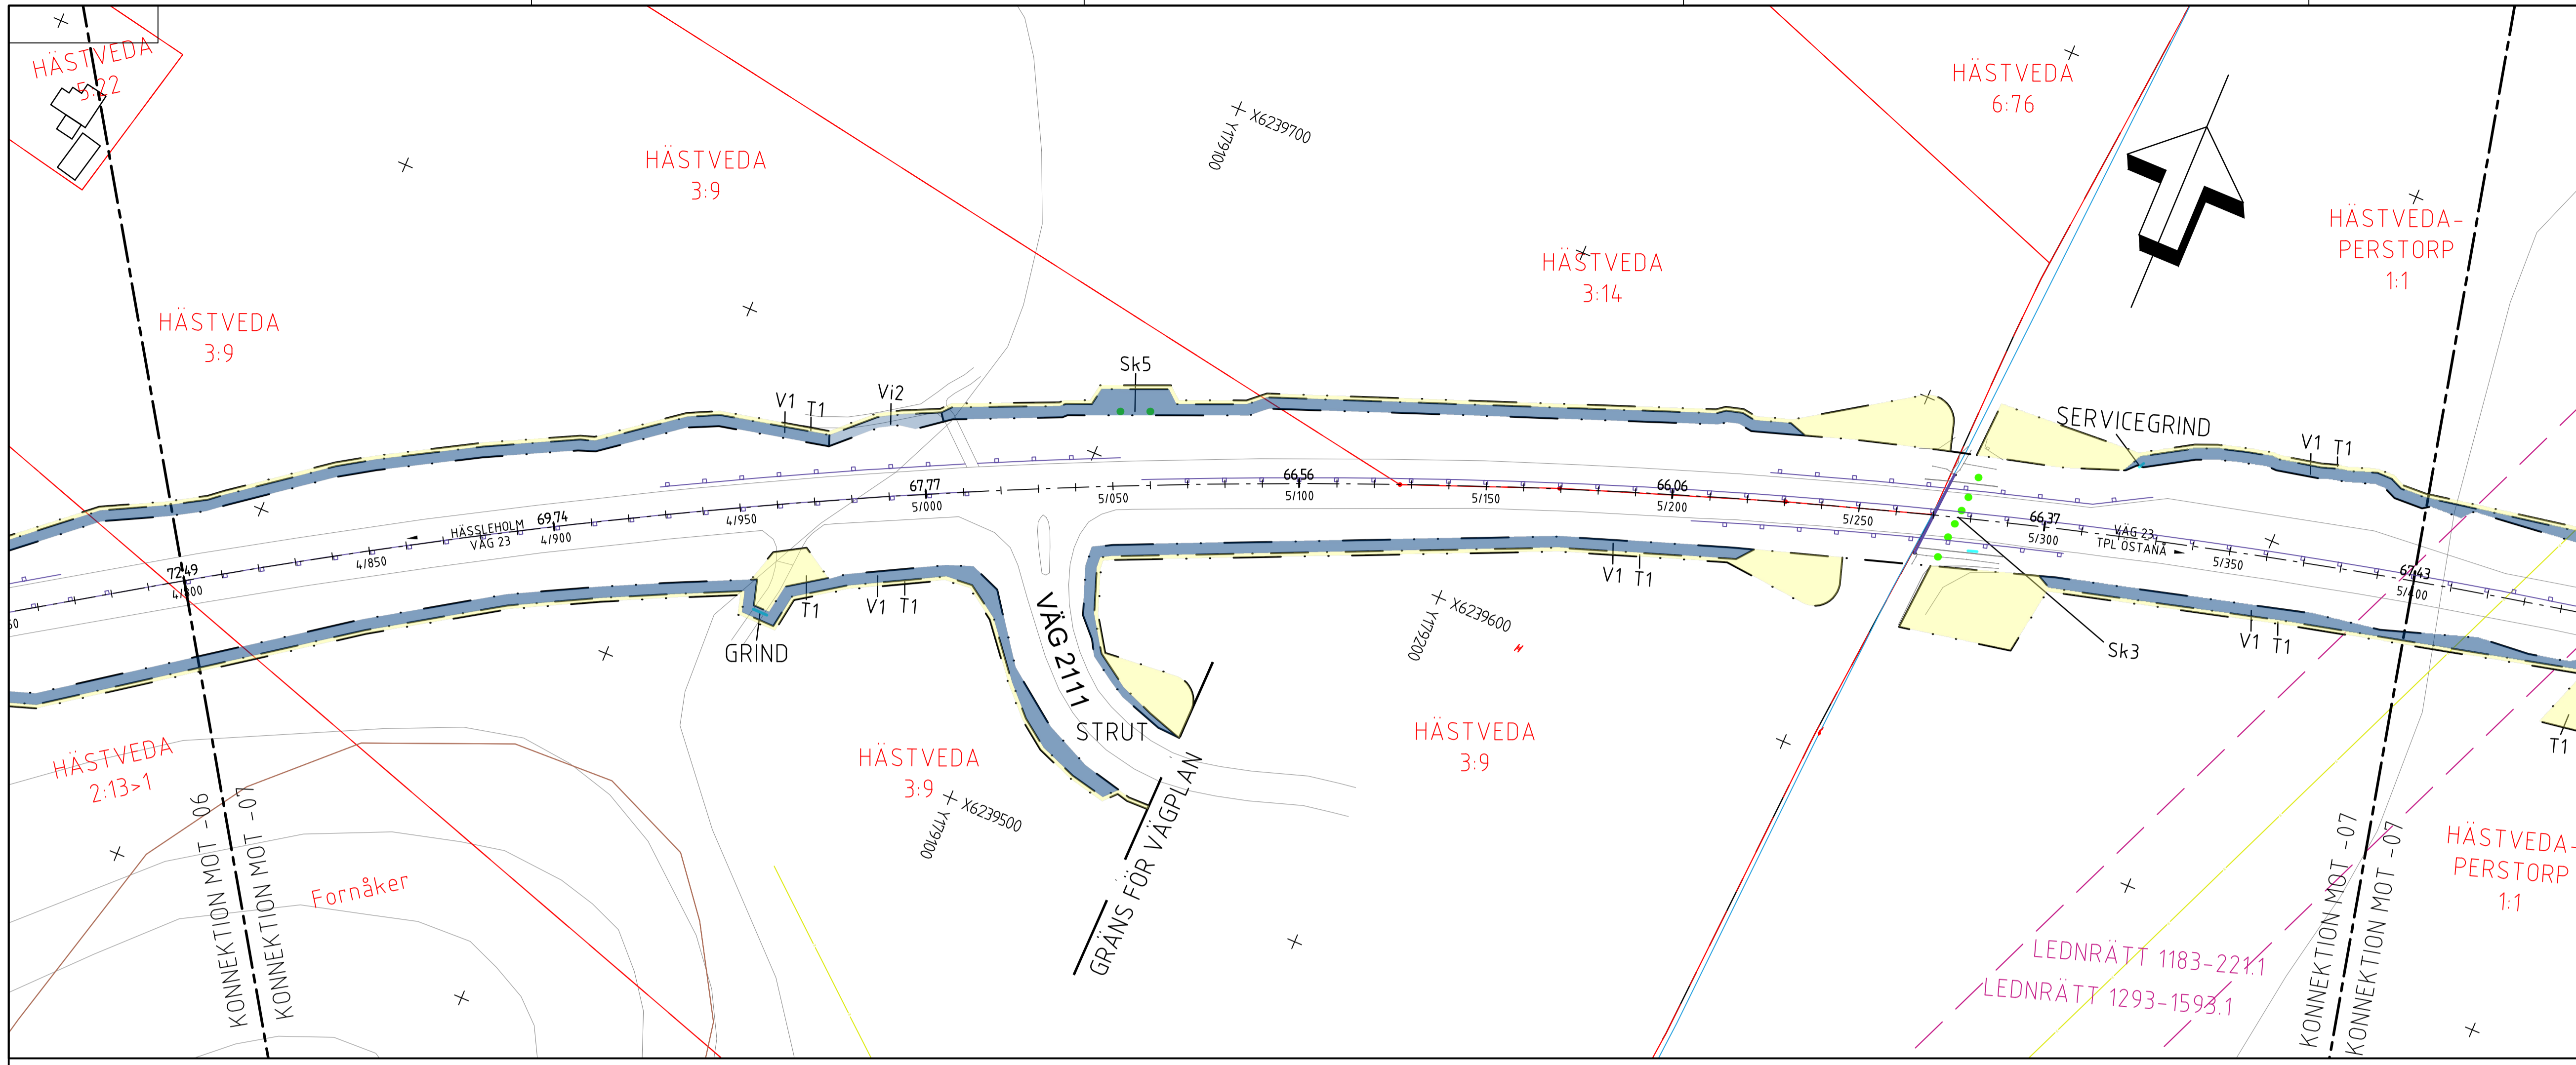 HÄSTVEDA
5:22
HÄSTVEDA
6:76
X6239700
Y179100
HÄSTVEDA
3:9
HÄSTVEDA-
PERSTORP
1:1
HÄSTVEDA
3:14
HÄSTVEDA
3:9
Sk5
V1
T1
Vi2
SERVICEGRIND
V1
T1
66,56
5/100
67,77
5/000
5/050
4/950
69,74
4/900
HÄSSLEHOLM
VÄG 23
4/850
72,49
4/800
50
5/150
66,06
5/200
5/250
66,37
5/300
VÄG 23
TPL ÖSTANÅ
5/350
67,43
5/400
V1
T1
T1
V1
T1
GRIND
VÄG 2111
X6239600
Y179200
V1
T1
Sk3
STRUT
HÄSTVEDA
2:13>1
HÄSTVEDA
3:9
HÄSTVEDA
3:9
T1
X6239500
Y179100
GRÄNS FÖR VÄGPLAN
KONNEKTION MOT -06
KONNEKTION MOT -07
Fornåker
KONNEKTION MOT -07
KONNEKTION MOT -07
HÄSTVEDA-
PERSTORP
1:1
LEDNRÄTT 1183-221.1
LEDNRÄTT 1293-1593.1